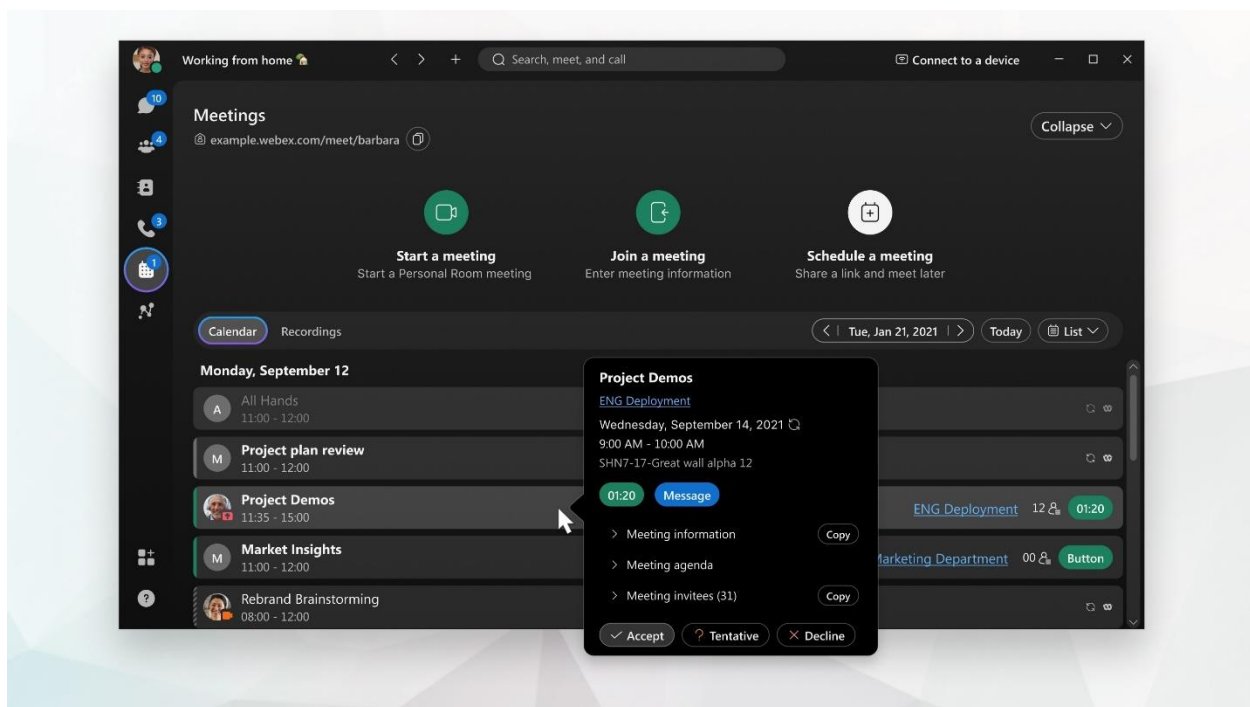 Working from home
Search, meet, and call
Connect to a device
10
4
3
1
Meetings
example.webex.com/meet/barbara
Collapse
Start a meeting
Start a Personal Room meeting
Join a meeting
Enter meeting information
Schedule a meeting
Share a link and meet later
Calendar
Recordings
Tue, Jan 21, 2021
Today
List
Monday, September 12
A
All Hands
11:00 - 12:00
M
Project plan review
11:00 - 12:00
Project Demos
11:35 - 15:00
ENG Deployment
12
01:20
M
Market Insights
11:00 - 12:00
Marketing Department
00
Button
Rebrand Brainstorming
08:00 - 12:00
Project Demos
ENG Deployment
Wednesday, September 14, 2021
9:00 AM - 10:00 AM
SHN7-17-Great wall alpha 12
01:20
Message
Meeting information
Copy
Meeting agenda
Meeting invitees (31)
Copy
Accept
? Tentative
Decline
?